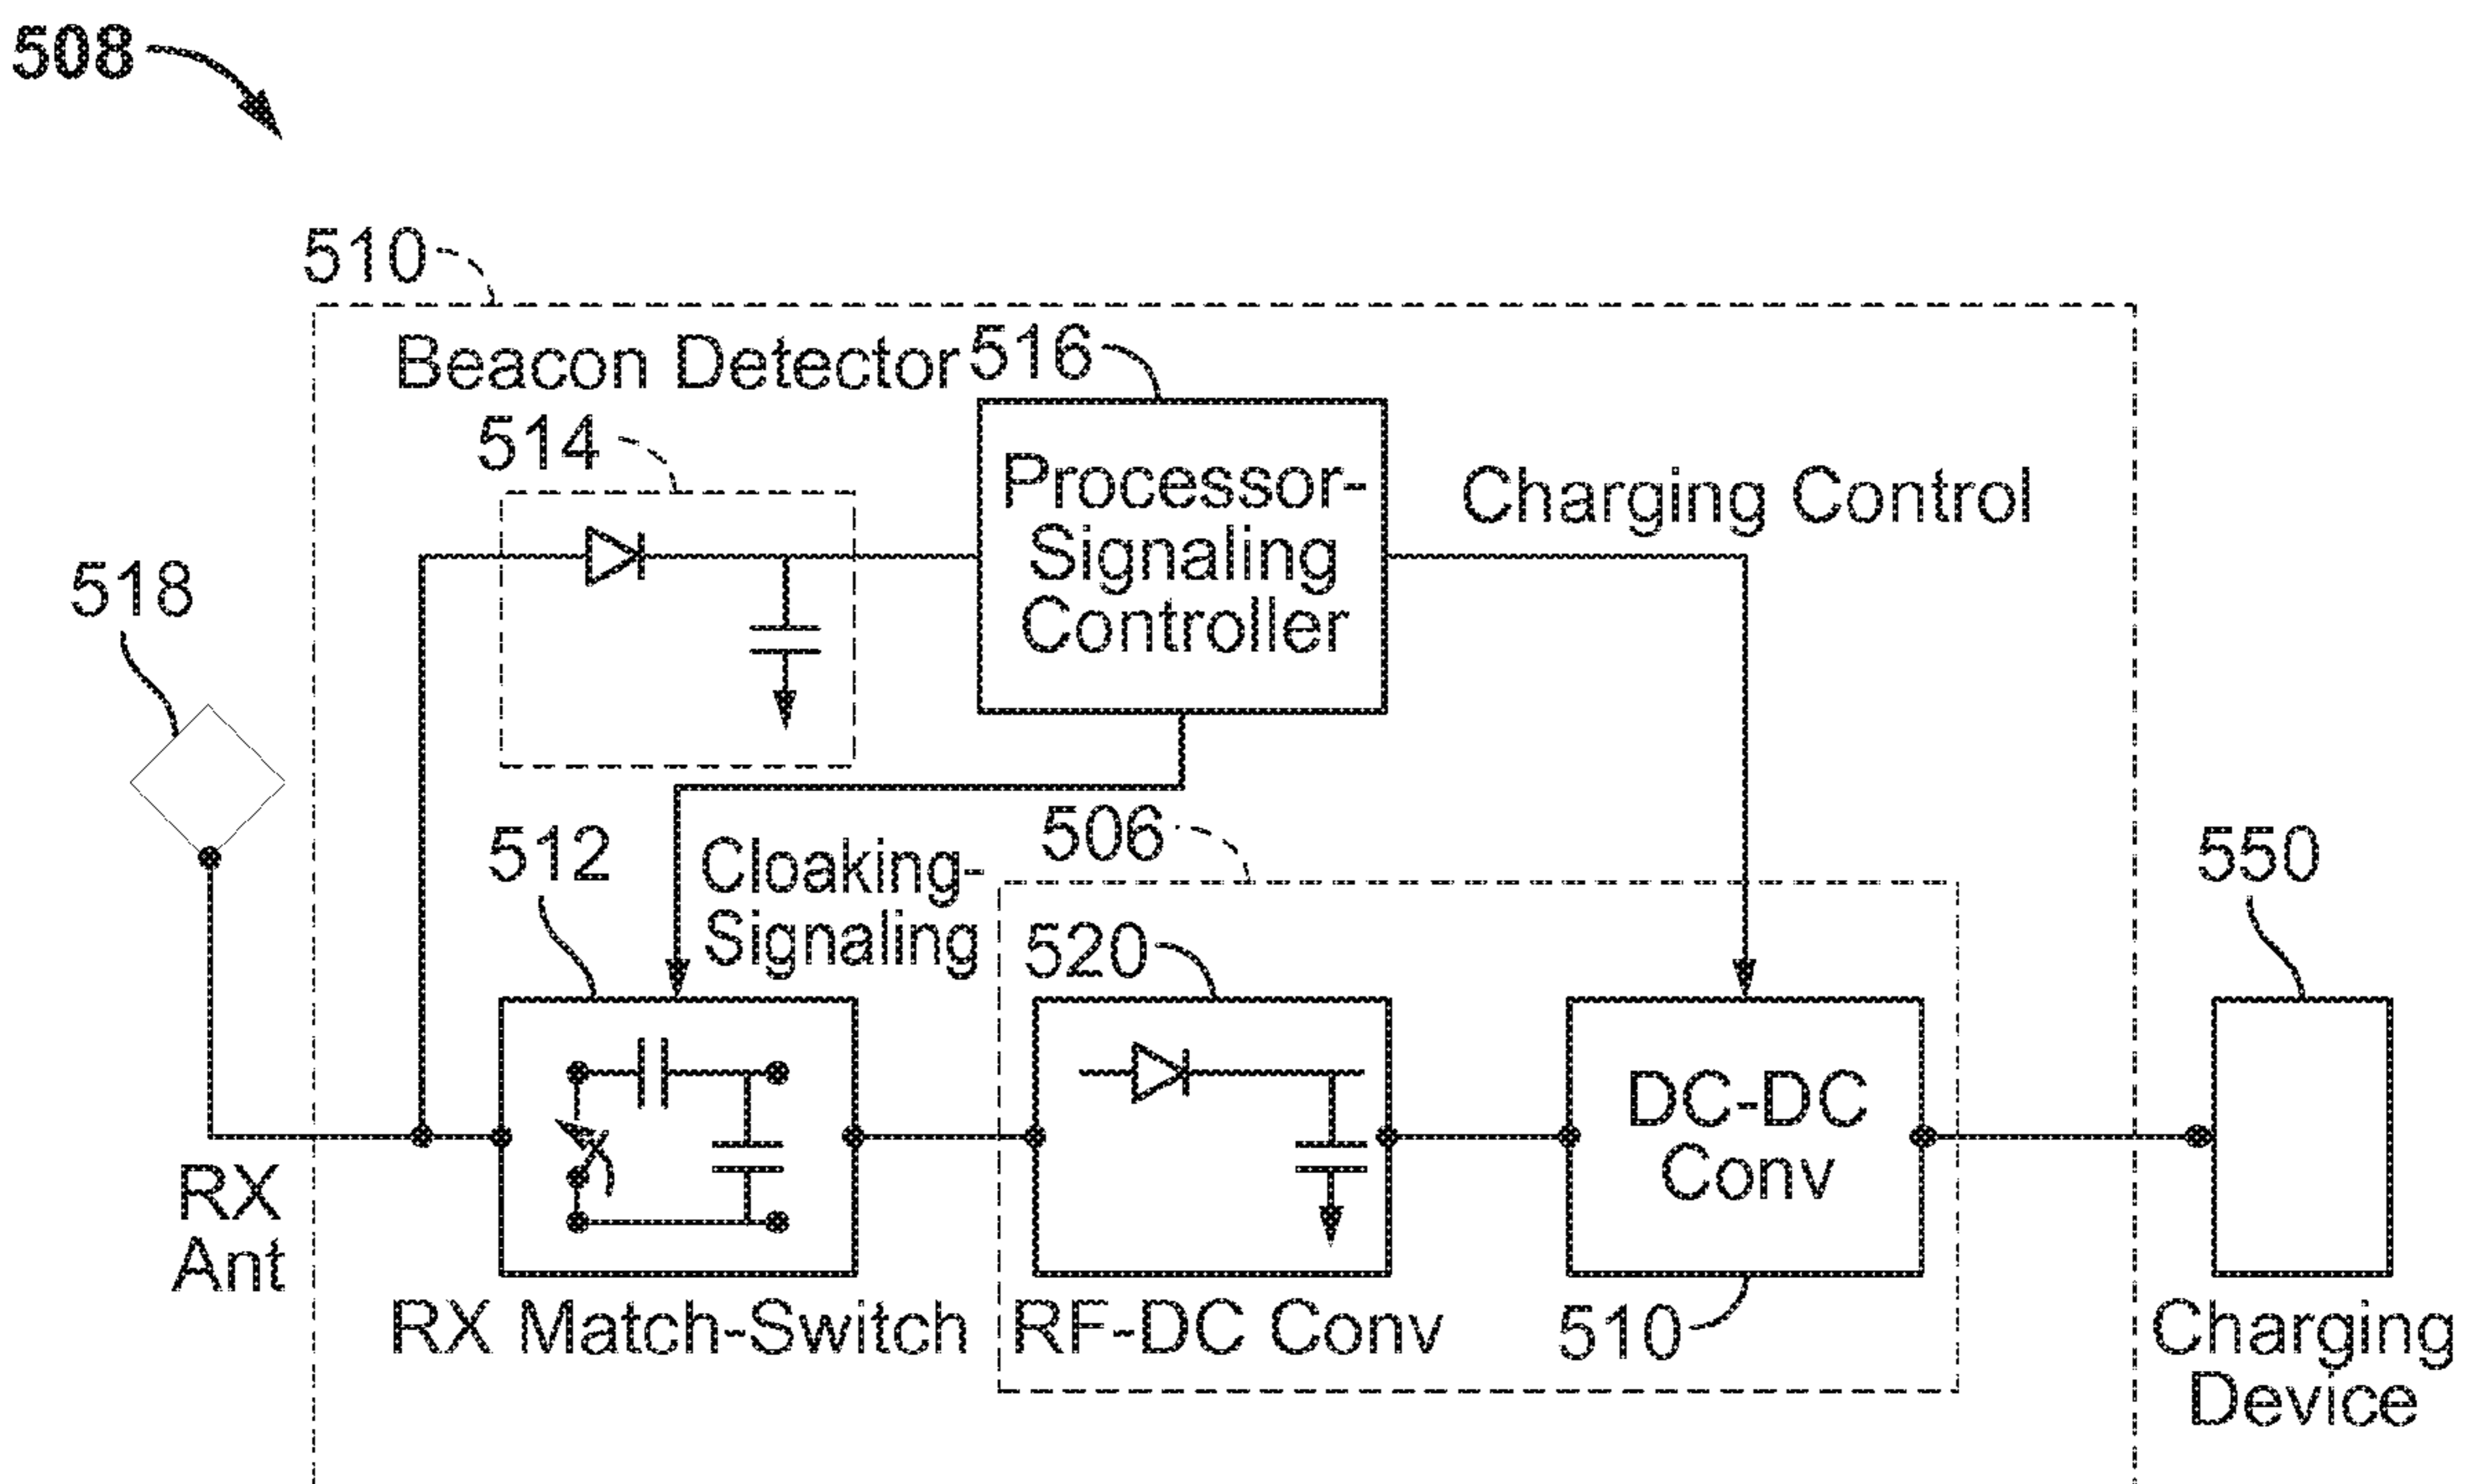 508
510
Beacon Detector
516
514
Processor-
Signaling
Controller
Charging Control
518
512
Cloaking-
Signaling
506
520
550
DC-DC
Conv
RX
Ant
RX Match-Switch
RF-DC Conv
510
Charging
Device